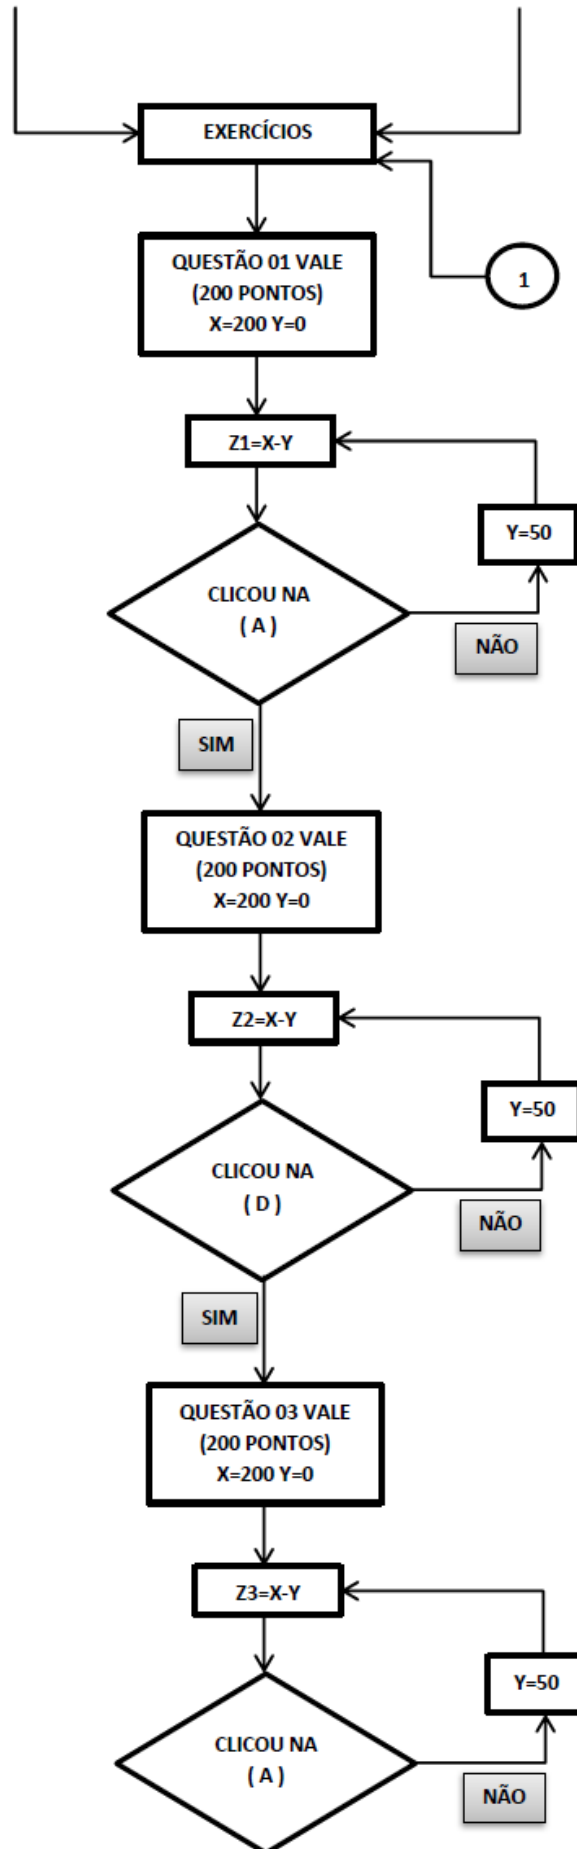 EXERCÍCIOS
QUESTÃO 01 VALE
(200 PONTOS)
X=200 Y=0
1
Z1=X-Y
Y=50
CLICOU NA
( A )
NÃO
SIM
QUESTÃO 02 VALE
(200 PONTOS)
X=200 Y=0
Z2=X-Y
Y=50
CLICOU NA
( D )
NÃO
SIM
QUESTÃO 03 VALE
(200 PONTOS)
X=200 Y=0
Z3=X-Y
Y=50
CLICOU NA
( A )
NÃO